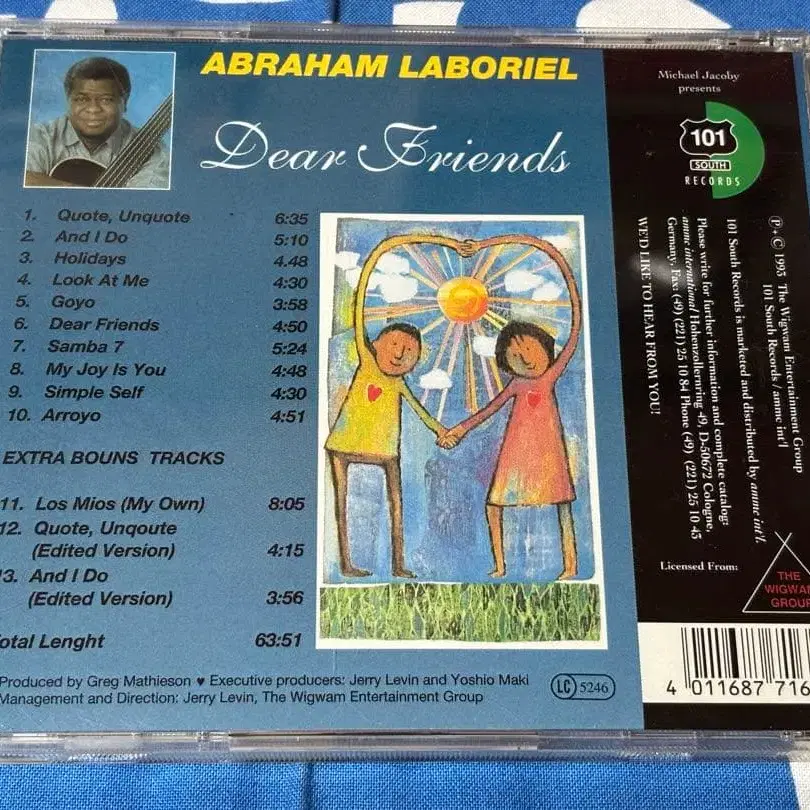 ABRAHAM LABORIEL
Dear Friends
1. Quote, Unquote 6:35
2. And I Do 5:10
3. Holidays 4.48
4. Look At Me 4:30
5. Goyo 3:58
6. Dear Friends 4:50
7. Samba 7 5:24
8. My Joy Is You 4:48
9. Simple Self 4:30
10. Arroyo 4:51
EXTRA BOUNS TRACKS
11. Los Mios (My Own) 8:05
12. Quote, Unqoute
(Edited Version) 4:15
13. And I Do
(Edited Version) 3:56
Total Lenght 63:51
Produced by Greg Mathieson ♥ Executive producers: Jerry Levin and Yoshio Maki
Management and Direction: Jerry Levin, The Wigwam Entertainment Group
LC 5246
Michael Jacoby
presents
101
SOUTH
RECORDS
℗ + © 1995 The Wigwam Entertainment Group
101 South Records / ammc int'l
101 South Records is marketed and distributed by ammc int'l.
Please write for further information and complete catalog:
ammc international Hohenzollernring 49, D-50672 Cologne,
Germany, Fax: (+49) (221) 25 10 84 Phone (+49) (221) 25 10 43
WE'D LIKE TO HEAR FROM YOU!
Licensed From:
THE
WIGWAM
GROUP
4 011687 716